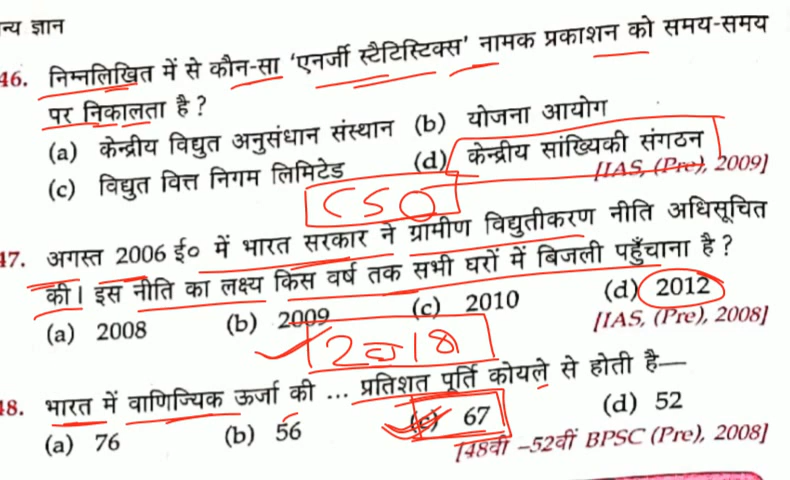 न्य ज्ञान
46. निम्नलिखित में से कौन-सा 'एनर्जी स्टैटिस्टिक्स' नामक प्रकाशन को समय-समय
पर निकालता है ?
(a) केन्द्रीय विद्युत अनुसंधान संस्थान (b) योजना आयोग
(c) विद्युत वित्त निगम लिमिटेड (d) केन्द्रीय सांख्यिकी संगठन
[IAS, (Pre), 2009]
CSO
47. अगस्त 2006 ई० में भारत सरकार ने ग्रामीण विद्युतीकरण नीति अधिसूचित
की। इस नीति का लक्ष्य किस वर्ष तक सभी घरों में बिजली पहुँचाना है ?
(a) 2008 (b) 2009 (c) 2010 (d) 2012
[IAS, (Pre), 2008]
2018
48. भारत में वाणिज्यिक ऊर्जा की ... प्रतिशत पूर्ति कोयले से होती है—
(a) 76 (b) 56 (c) 67 (d) 52
[48वी –52वीं BPSC (Pre), 2008]